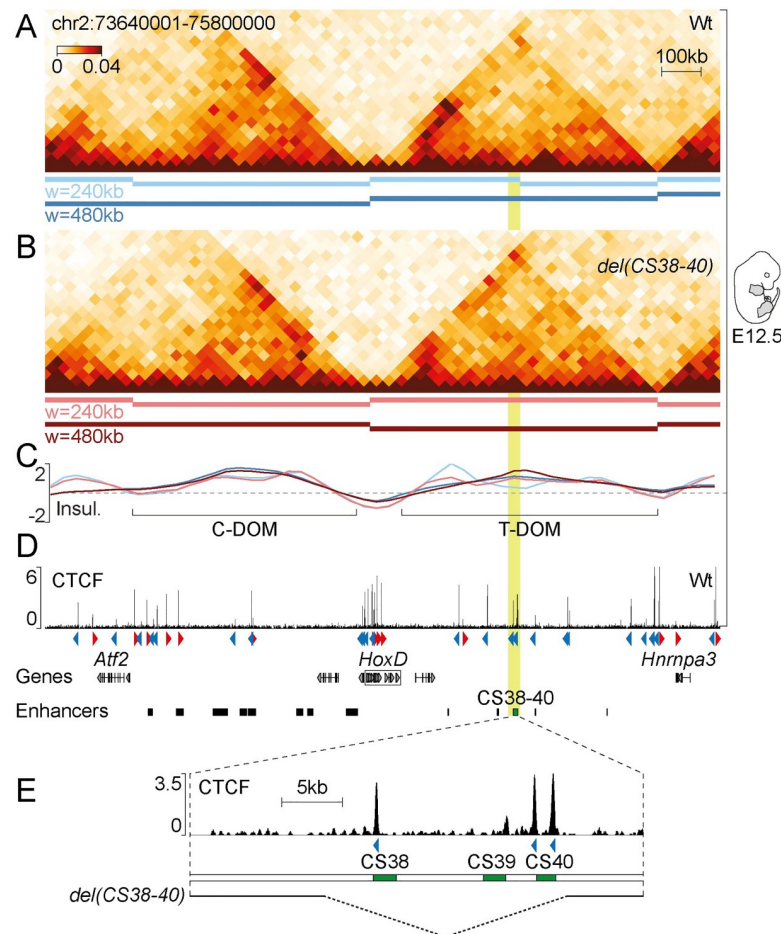 A
chr2:73640001-75800000
Wt
0 0.04
100kb
w=240kb
w=480kb
B
del(CS38-40)
E12.5
w=240kb
w=480kb
C
2
-2
Insul.
C-DOM
T-DOM
D
6
0
CTCF
Wt
Atf2
HoxD
Hnrnpa3
Genes
CS38-40
Enhancers
E
3.5
0
CTCF
5kb
CS38
CS39
CS40
del(CS38-40)